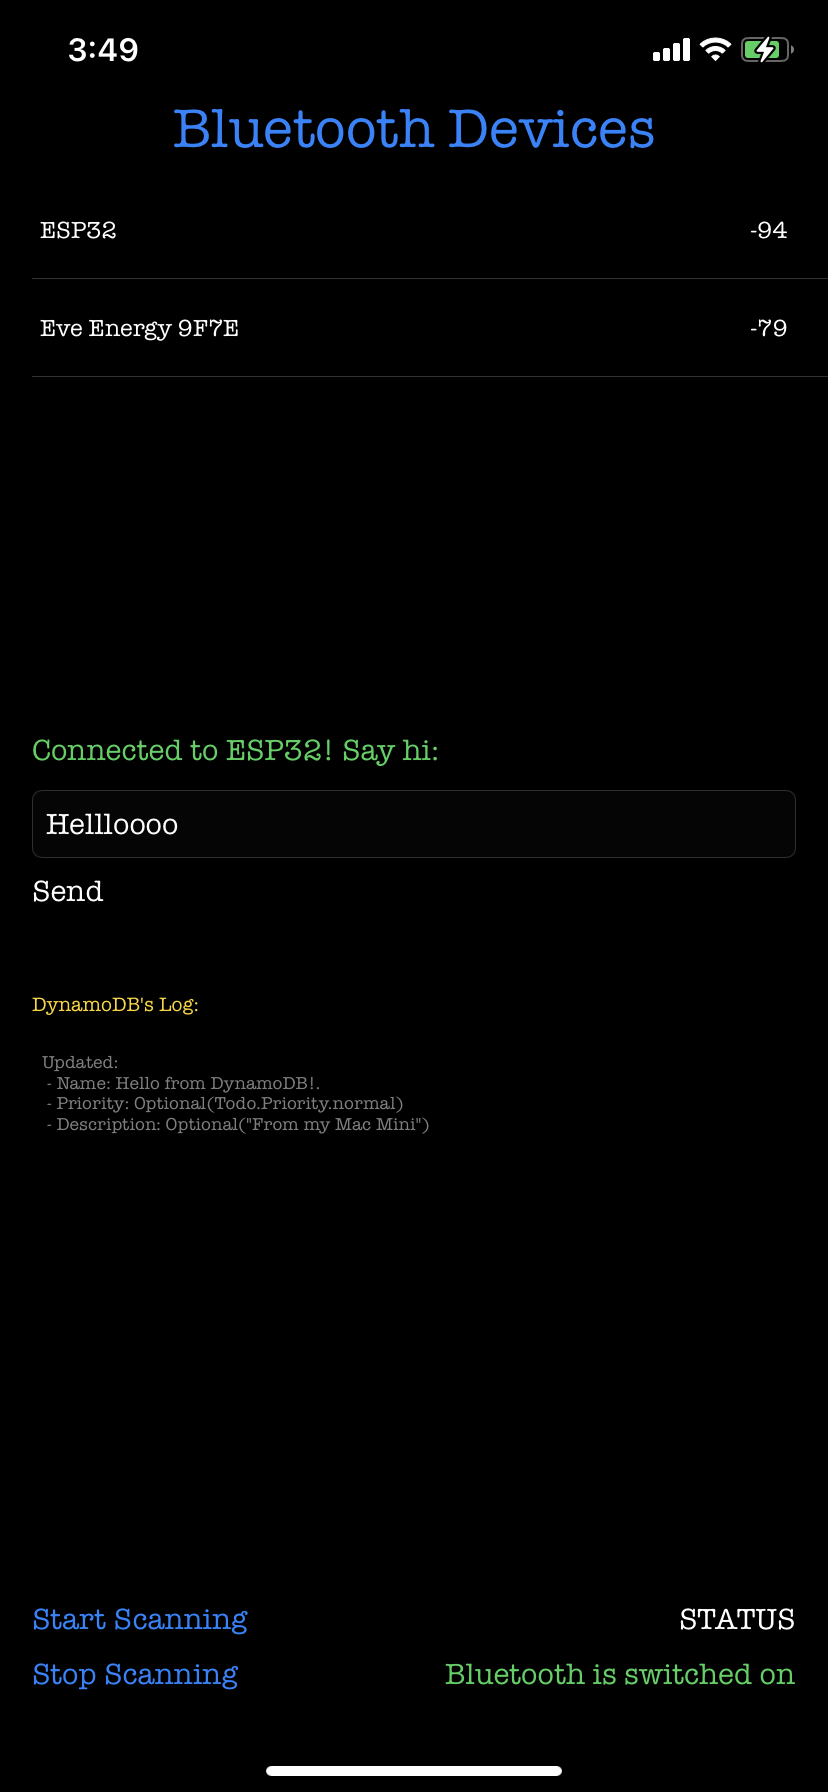 3:49
Bluetooth Devices
ESP32 -94
Eve Energy 9F7E -79
Connected to ESP32! Say hi:
Hellloooo
Send
DynamoDB's Log:
Updated:
- Name: Hello from DynamoDB!.
- Priority: Optional(Todo.Priority.normal)
- Description: Optional("From my Mac Mini")
Start Scanning STATUS
Stop Scanning Bluetooth is switched on